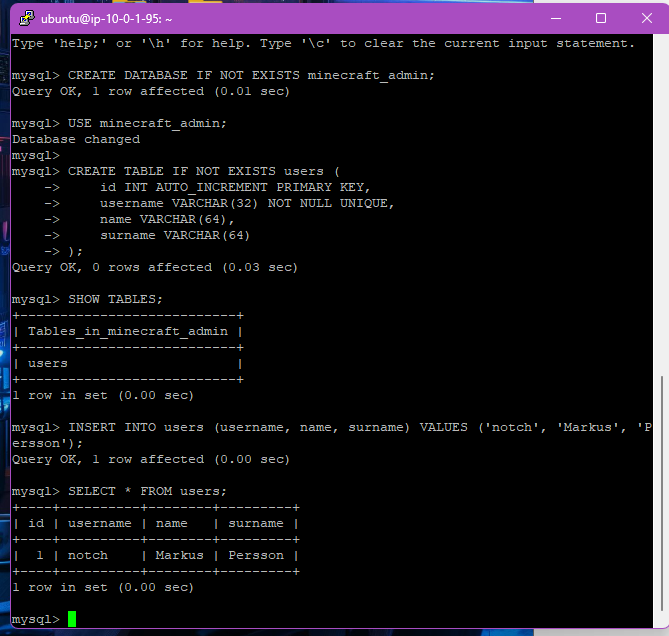 ubuntu@ip-10-0-1-95: ~
Type 'help;' or '\h' for help. Type '\c' to clear the current input statement.
mysql> CREATE DATABASE IF NOT EXISTS minecraft_admin;
Query OK, 1 row affected (0.01 sec)
mysql> USE minecraft_admin;
Database changed
mysql>
mysql> CREATE TABLE IF NOT EXISTS users (
    ->     id INT AUTO_INCREMENT PRIMARY KEY,
    ->     username VARCHAR(32) NOT NULL UNIQUE,
    ->     name VARCHAR(64),
    ->     surname VARCHAR(64)
    -> );
Query OK, 0 rows affected (0.03 sec)
mysql> SHOW TABLES;
+---------------------------+
| Tables_in_minecraft_admin |
+---------------------------+
| users                     |
+---------------------------+
1 row in set (0.00 sec)
mysql> INSERT INTO users (username, name, surname) VALUES ('notch', 'Markus', 'P
ersson');
Query OK, 1 row affected (0.00 sec)
mysql> SELECT * FROM users;
+----+----------+--------+---------+
| id | username | name   | surname |
+----+----------+--------+---------+
|  1 | notch    | Markus | Persson |
+----+----------+--------+---------+
1 row in set (0.00 sec)
mysql>